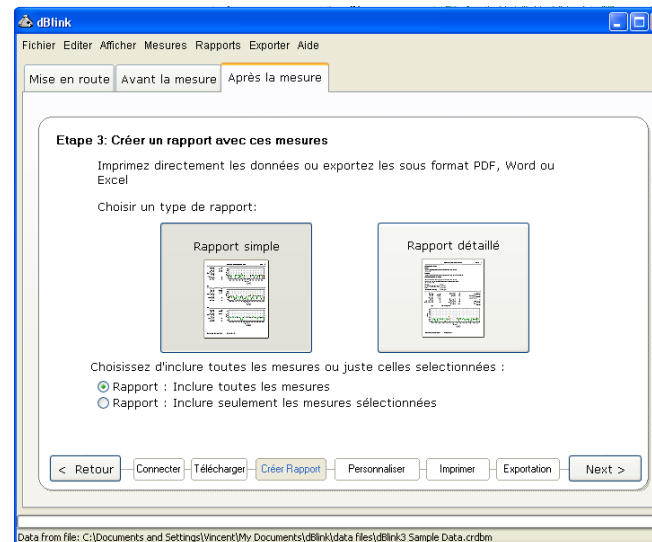 dBlink
Fichier Editer Afficher Mesures Rapports Exporter Aide
Mise en route Avant la mesure Après la mesure
Etape 3: Créer un rapport avec ces mesures
Imprimez directement les données ou exportez les sous format PDF, Word ou
Excel
Choisir un type de rapport:
Rapport simple Rapport détaillé
Choisissez d'inclure toutes les mesures ou juste celles selectionnées :
Rapport : Inclure toutes les mesures
Rapport : Inclure seulement les mesures sélectionnées
< Retour Connecter Télécharger Créer Rapport Personnaliser Imprimer Exportation Next >
Data from file: C:\Documents and Settings\Vincent\My Documents\dBlink\data files\dBlink3 Sample Data.crdbm